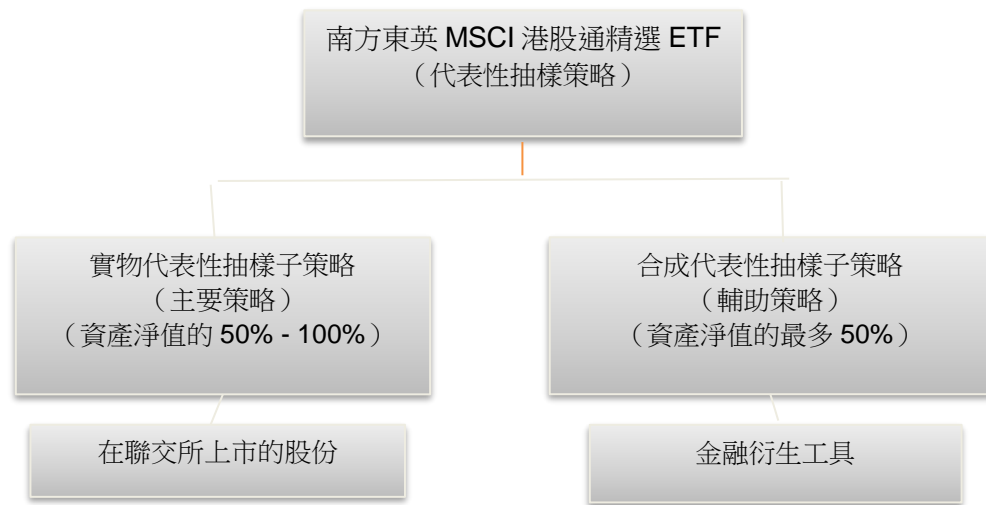 南方東英 MSCI 港股通精選 ETF
（代表性抽樣策略）
實物代表性抽樣子策略
（主要策略）
（資產淨值的 50% - 100%）
合成代表性抽樣子策略
（輔助策略）
（資產淨值的最多 50%）
在聯交所上市的股份
金融衍生工具